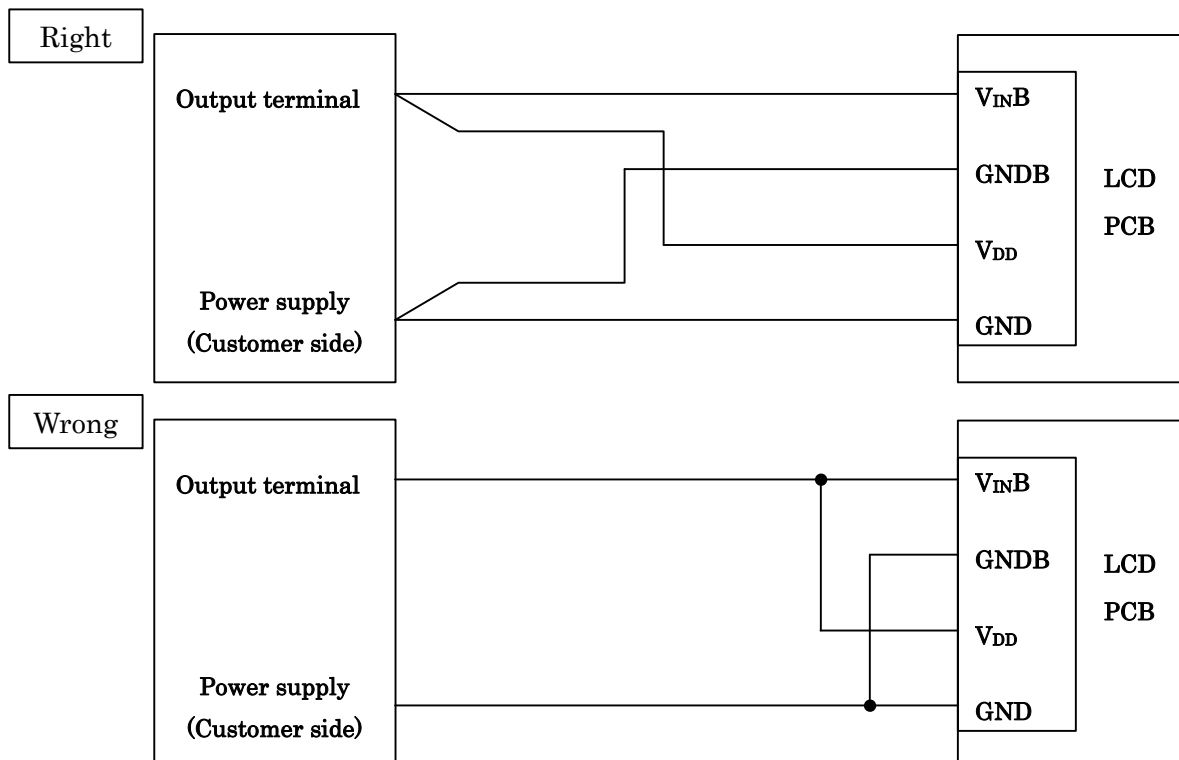 Right
Output terminal
Power supply
(Customer side)
VINB
GNDB
VDD
GND
LCD
PCB
Wrong
Output terminal
Power supply
(Customer side)
VINB
GNDB
VDD
GND
LCD
PCB